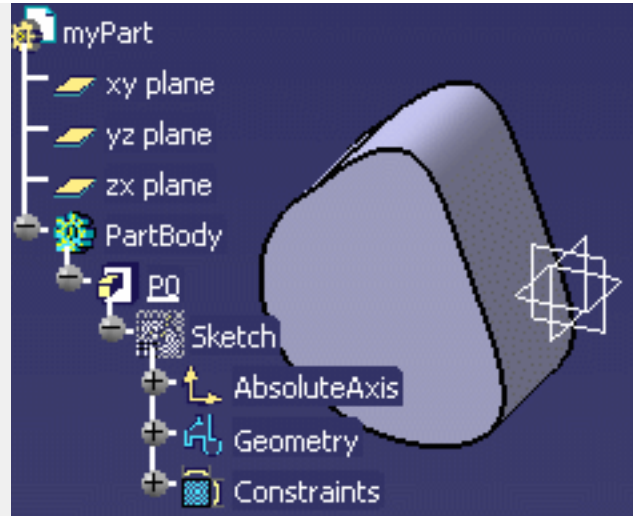 myPart
xy plane
yz plane
zx plane
PartBody
P0
Sketch
AbsoluteAxis
Geometry
Constraints